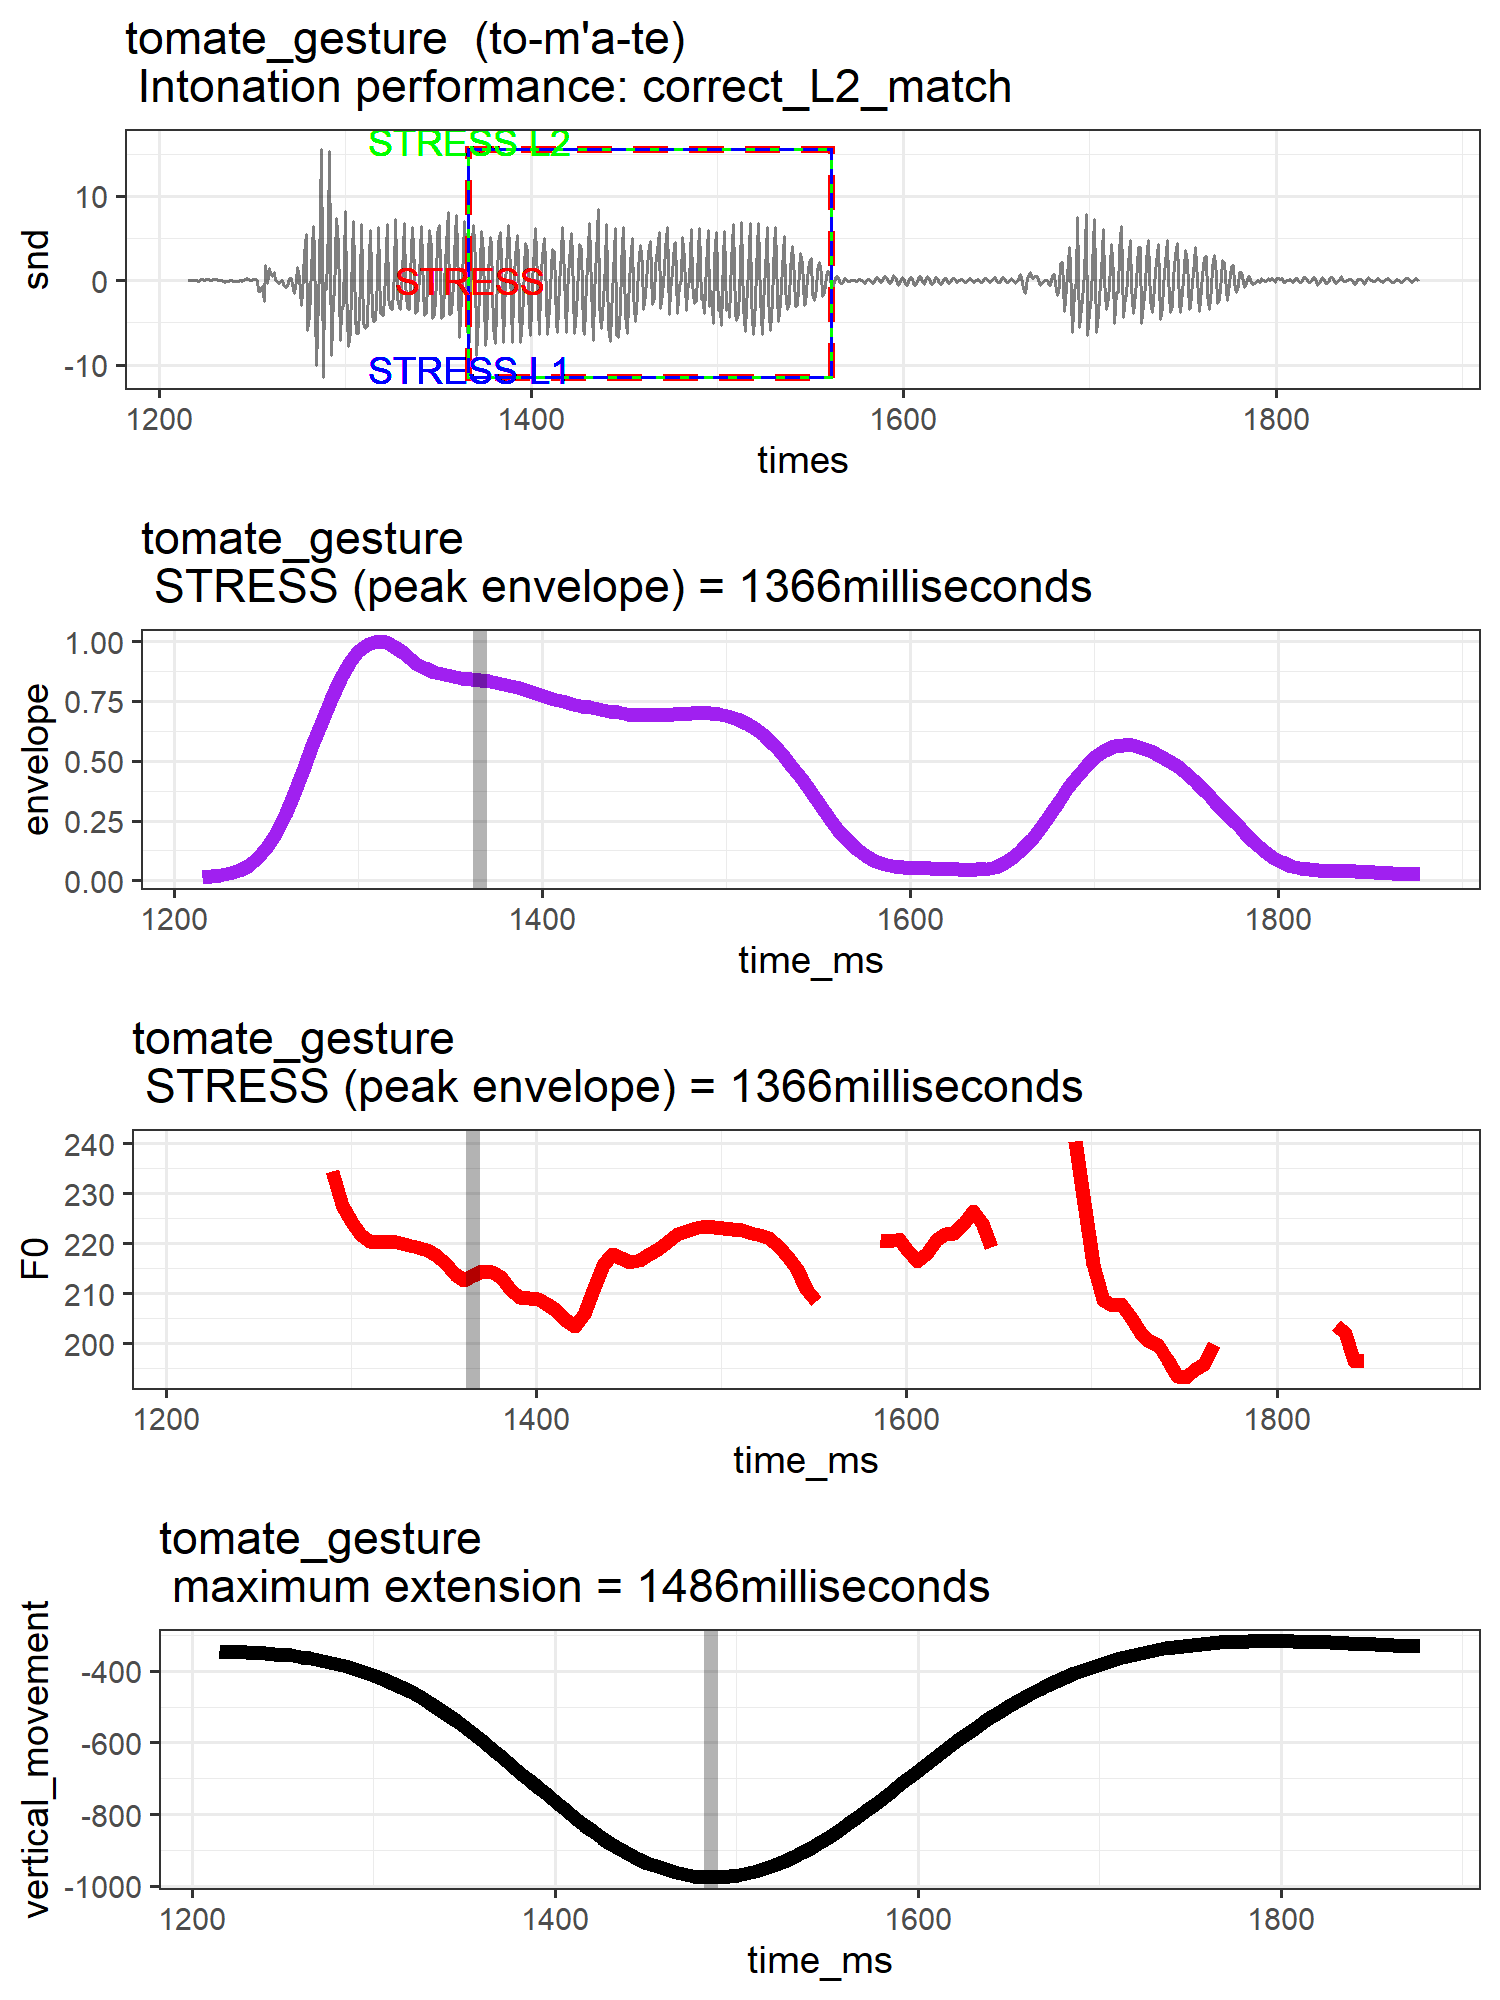 tomate_gesture  (to-m'a-te)
Intonation performance: correct_L2_match
STRESS L2
STRESS
STRESS L1
snd
10
0
-10
1200 1400 1600 1800
times
tomate_gesture
STRESS (peak envelope) = 1366milliseconds
envelope
1.00
0.75
0.50
0.25
0.00
1200 1400 1600 1800
time_ms
tomate_gesture
STRESS (peak envelope) = 1366milliseconds
F0
240
230
220
210
200
1200 1400 1600 1800
time_ms
tomate_gesture
maximum extension = 1486milliseconds
vertical_movement
-400
-600
-800
-1000
1200 1400 1600 1800
time_ms